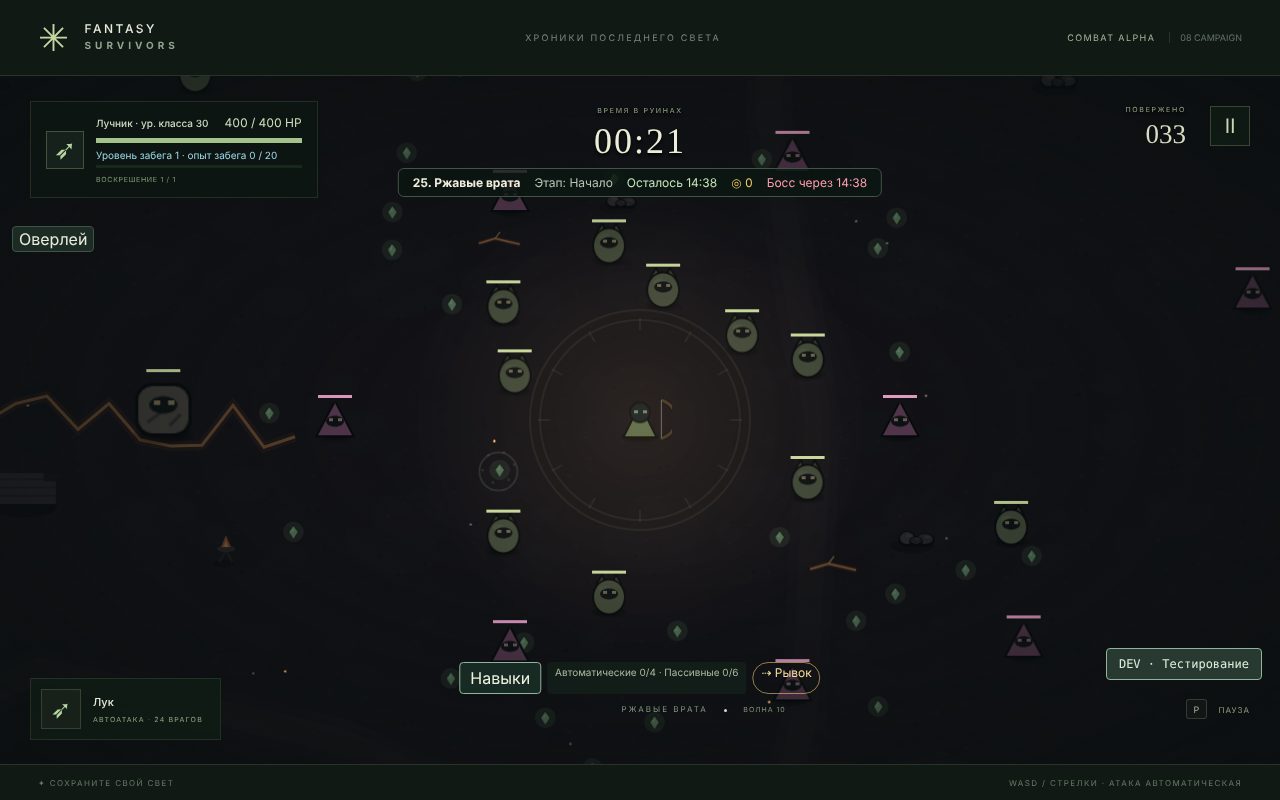 FANTASY
SURVIVORS
ХРОНИКИ ПОСЛЕДНЕГО СВЕТА
COMBAT ALPHA
08 CAMPAIGN
Лучник · ур. класса 30
400 / 400 HP
Уровень забега 1 · опыт забега 0 / 20
ВОСКРЕШЕНИЕ 1 / 1
ВРЕМЯ В РУИНАХ
00:21
ПОВЕРЖЕНО
033
25. Ржавые врата Этап: Начало Осталось 14:38 ◎ 0 Босс через 14:38
Оверлей
Навыки
Автоматические 0/4 · Пассивные 0/6
⇢ Рывок
РЖАВЫЕ ВРАТА • ВОЛНА 10
Лук
АВТОАТАКА · 24 ВРАГОВ
DEV · Тестирование
P ПАУЗА
✦ СОХРАНИТЕ СВОЙ СВЕТ
WASD / СТРЕЛКИ · АТАКА АВТОМАТИЧЕСКАЯ